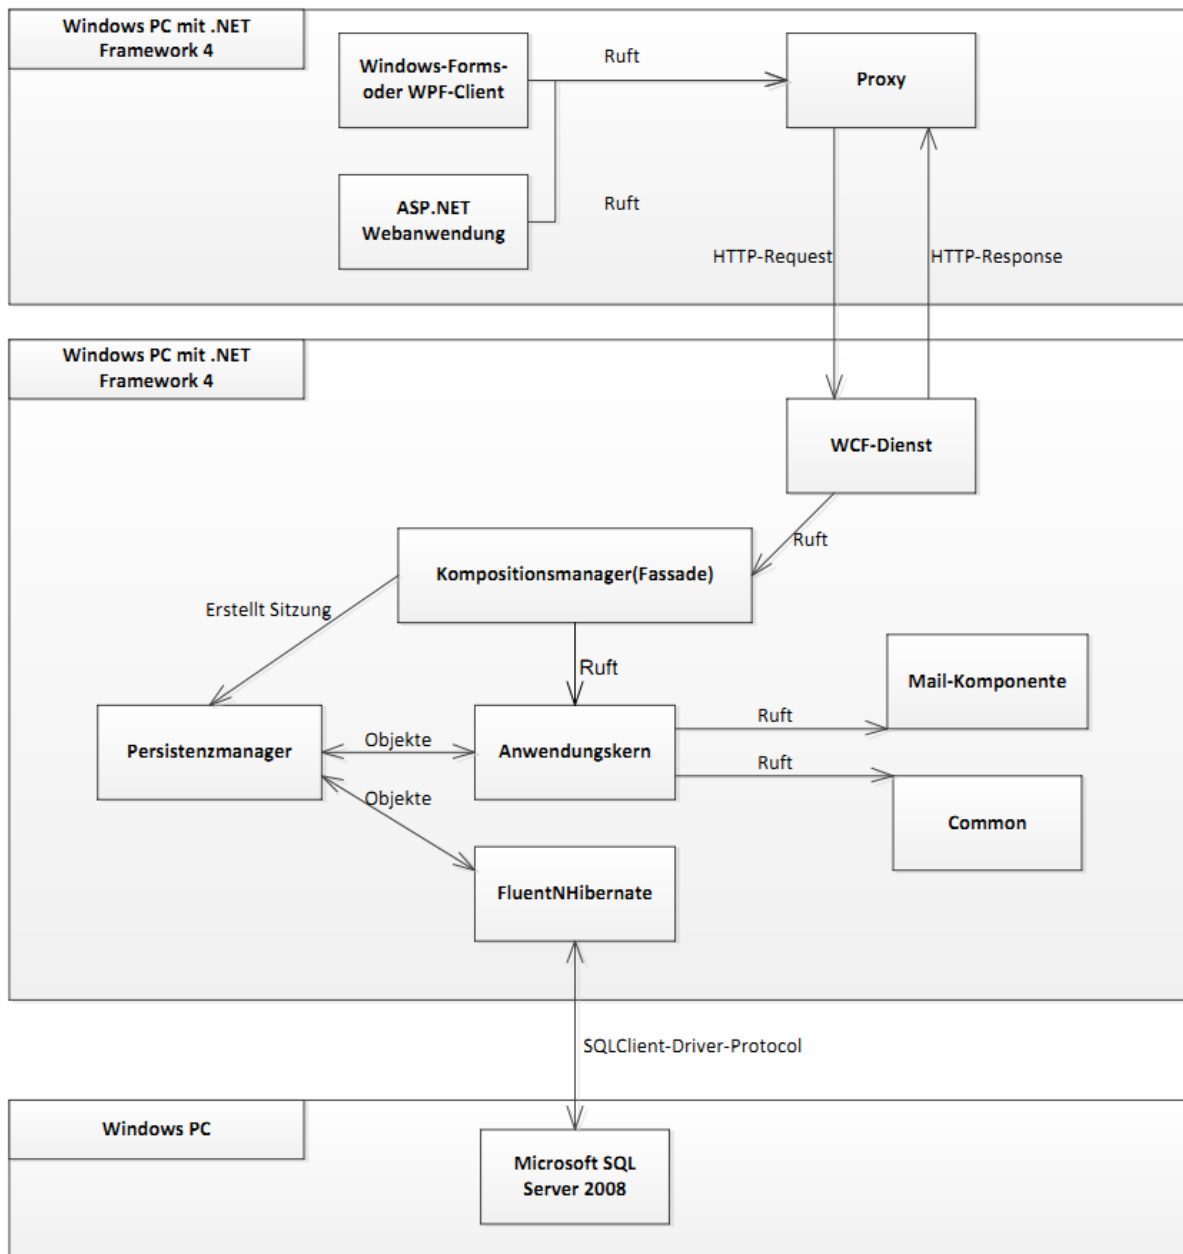 Windows PC mit .NET
Framework 4
Windows-Forms-
oder WPF-Client
Ruft
Proxy
ASP.NET
Webanwendung
Ruft
HTTP-Request
HTTP-Response
Windows PC mit .NET
Framework 4
WCF-Dienst
Ruft
Kompositionsmanager(Fassade)
Erstellt Sitzung
Ruft
Mail-Komponente
Persistenzmanager
Objekte
Anwendungskern
Ruft
Ruft
Objekte
Common
FluentNHibernate
SQLClient-Driver-Protocol
Windows PC
Microsoft SQL
Server 2008